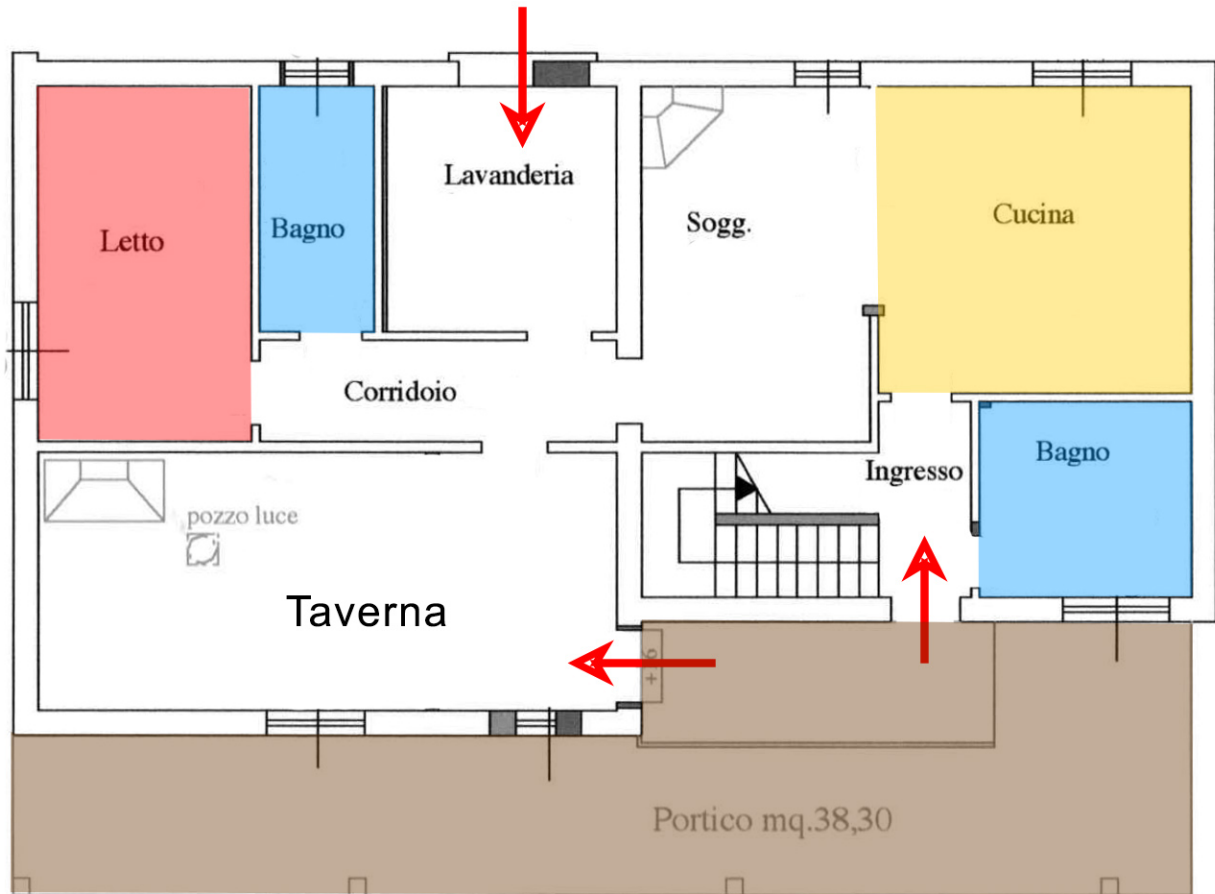 Lavanderia
Sogg.
Cucina
Letto
Bagno
Corridoio
Bagno
Ingresso
pozzo luce
Taverna
Portico mq.38,30